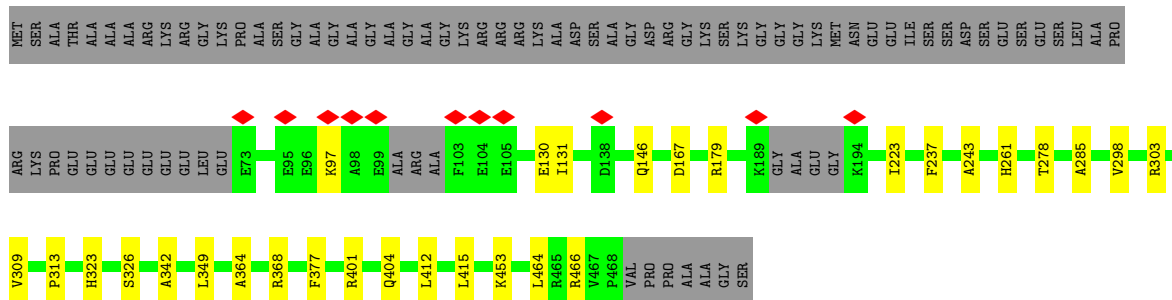 MET SER ALA THR ALA ALA ALA ARG LYS ARG GLY LYS PRO ALA SER GLY ALA GLY ALA GLY ALA GLY ALA GLY LYS ARG ARG ARG LYS ALA ASP SER ALA GLY ASP ARG GLY LYS SER LYS GLY GLY GLY LYS MET ASN GLU GLU ILE SER SER ASP SER GLU SER GLU SER LEU ALA PRO
ARG LYS PRO GLU GLU GLU GLU GLU GLU GLU LEU GLU E73 E95 E96 K97 A98 E99 ALA ARG ALA F103 E104 E105 E130 I131 D138 Q146 D167 R179 K189 GLY ALA GLU GLY K194 I223 F237 A243 H261 T278 A285 V298 R303
V309 P313 H323 S326 A342 L349 A364 R368 F377 R401 Q404 L412 L415 K453 L464 R465 R466 V467 P468 VAL PRO PRO ALA ALA GLY SER